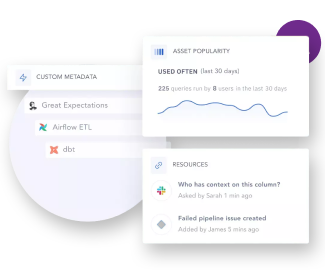 ASSET POPULARITY
USED OFTEN (last 30 days)
225 queries run by 8 users in the last 30 days
CUSTOM METADATA
Great Expectations
Airflow ETL
dbt
RESOURCES
Who has context on this column?
Asked by Sarah 1 min ago
Failed pipeline issue created
Added by James 5 mins ago